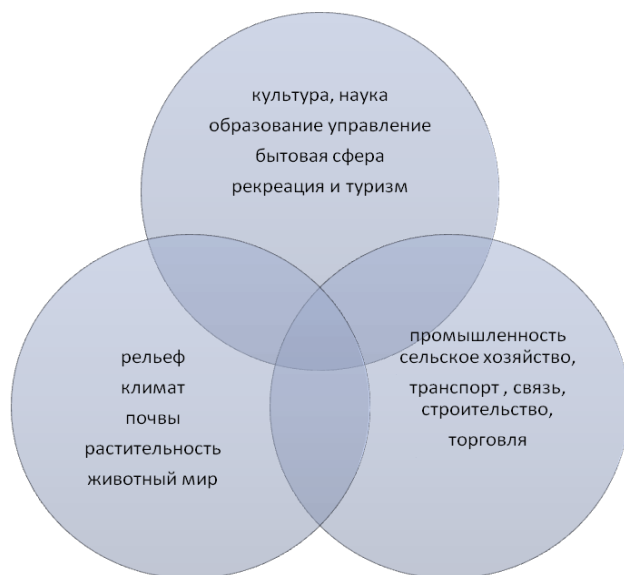 культура, наука
образование управление
бытовая сфера
рекреация и туризм
рельеф
климат
почвы
растительность
животный мир
промышленность
сельское хозяйство,
транспорт , связь,
строительство,
торговля